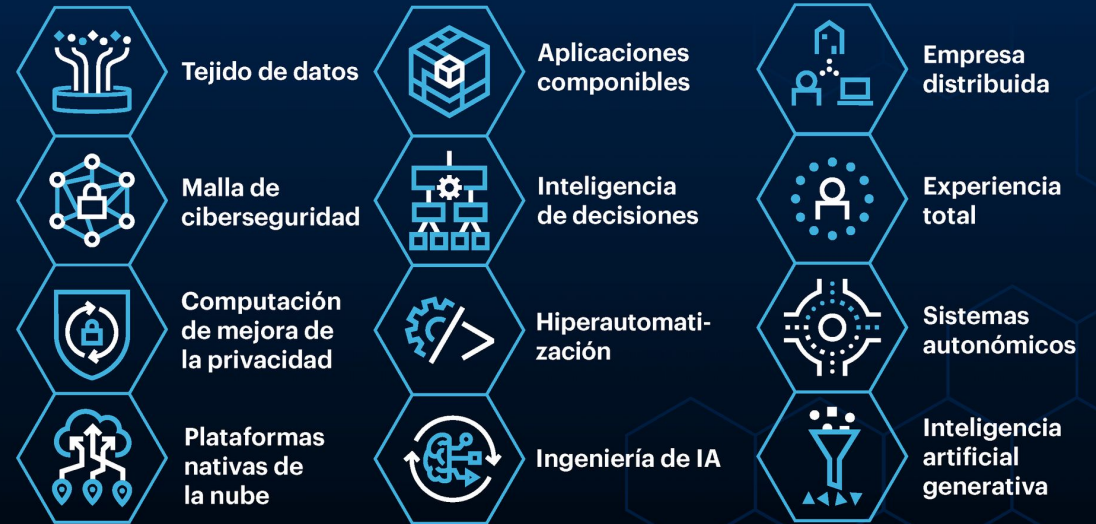 Tejido de datos
Malla de
ciberseguridad
Computación
de mejora de
la privacidad
Plataformas
nativas de
la nube
Aplicaciones
componibles
Inteligencia
de decisiones
Hiperautomati-
zación
Ingeniería de IA
Empresa
distribuida
Experiencia
total
Sistemas
autonómicos
Inteligencia
artificial
generativa